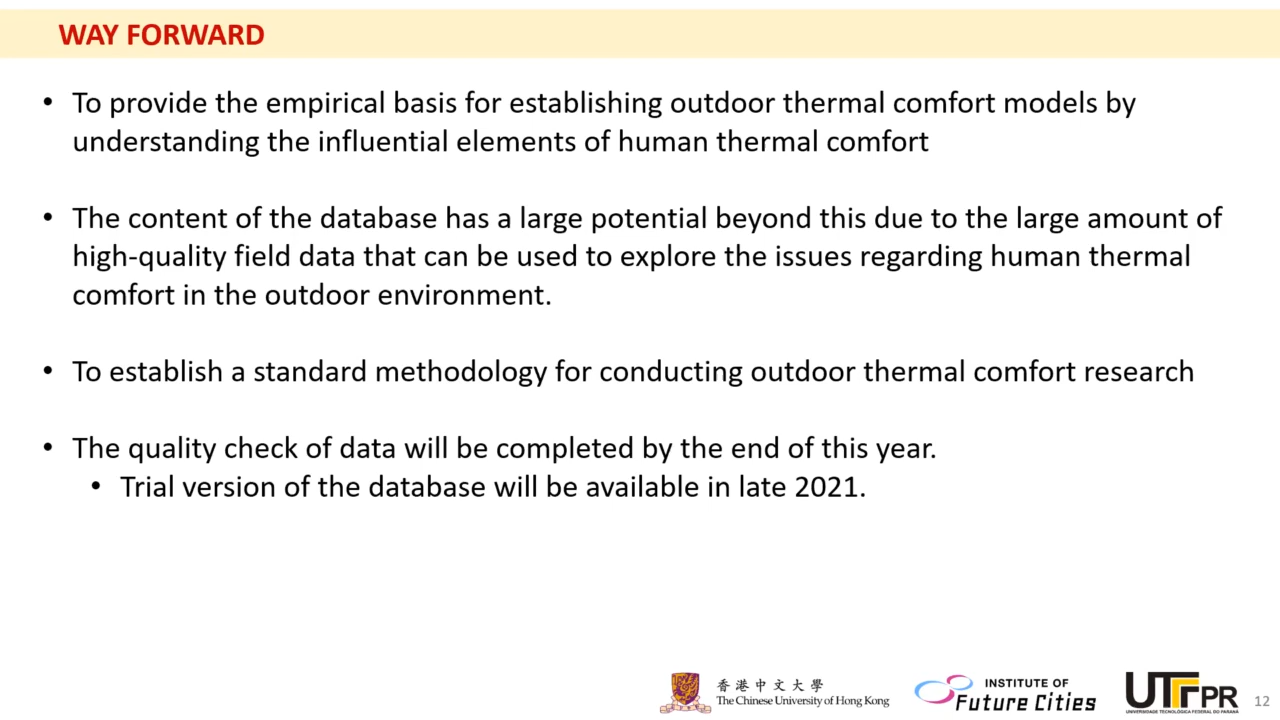 WAY FORWARD
• To provide the empirical basis for establishing outdoor thermal comfort models by
understanding the influential elements of human thermal comfort
• The content of the database has a large potential beyond this due to the large amount of
high-quality field data that can be used to explore the issues regarding human thermal
comfort in the outdoor environment.
• To establish a standard methodology for conducting outdoor thermal comfort research
• The quality check of data will be completed by the end of this year.
• Trial version of the database will be available in late 2021.
香港中文大學
The Chinese University of Hong Kong
INSTITUTE OF
Future Cities
UTFPR
UNIVERSIDADE TECNOLÓGICA FEDERAL DO PARANÁ
12